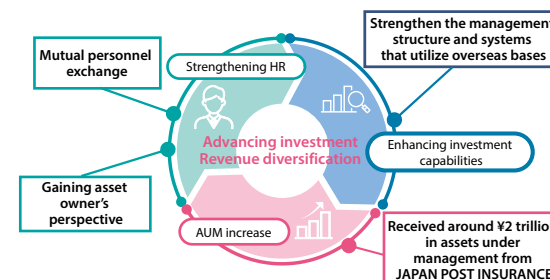 Strengthen the management
structure and systems
that utilize overseas bases
Mutual personnel
exchange
Strengthening HR
Advancing investment
Revenue diversification
Enhancing investment
capabilities
Gaining asset
owner's
perspective
AUM increase
Received around ¥2 trillion
in assets under
management from
JAPAN POST INSURANCE